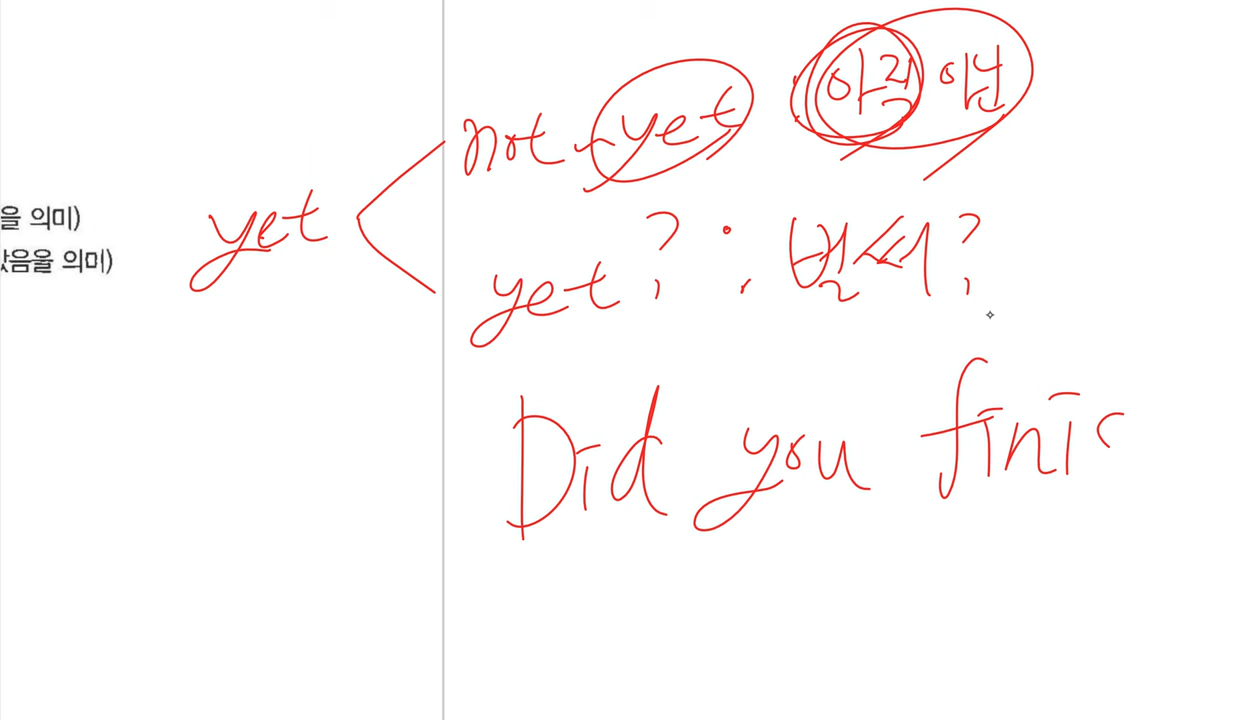 not ~ yet 아직 아닌
을 의미)
yet
았음을 의미)
yet? : 벌써?
Did you finis